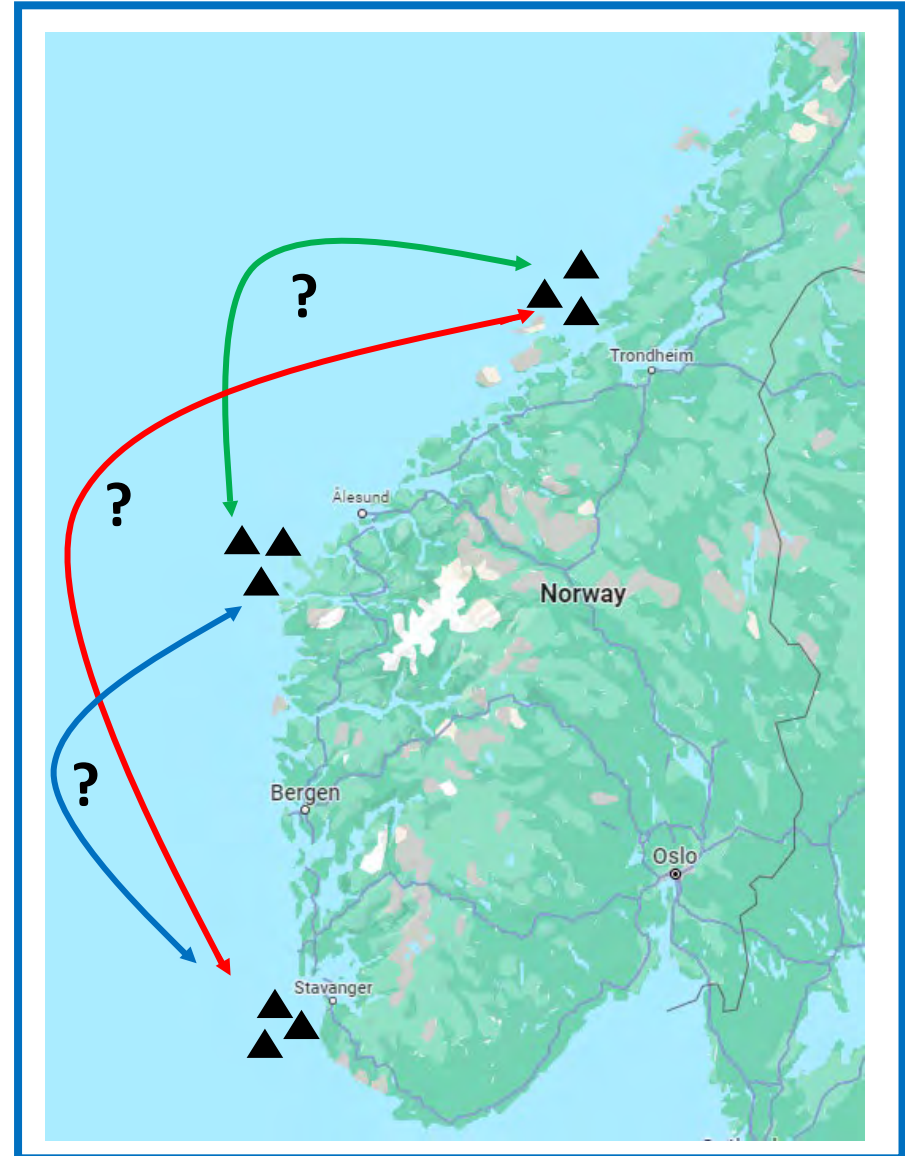 ?
Trondheim
Ålesund
?
Norway
?
Bergen
Oslo
Stavanger